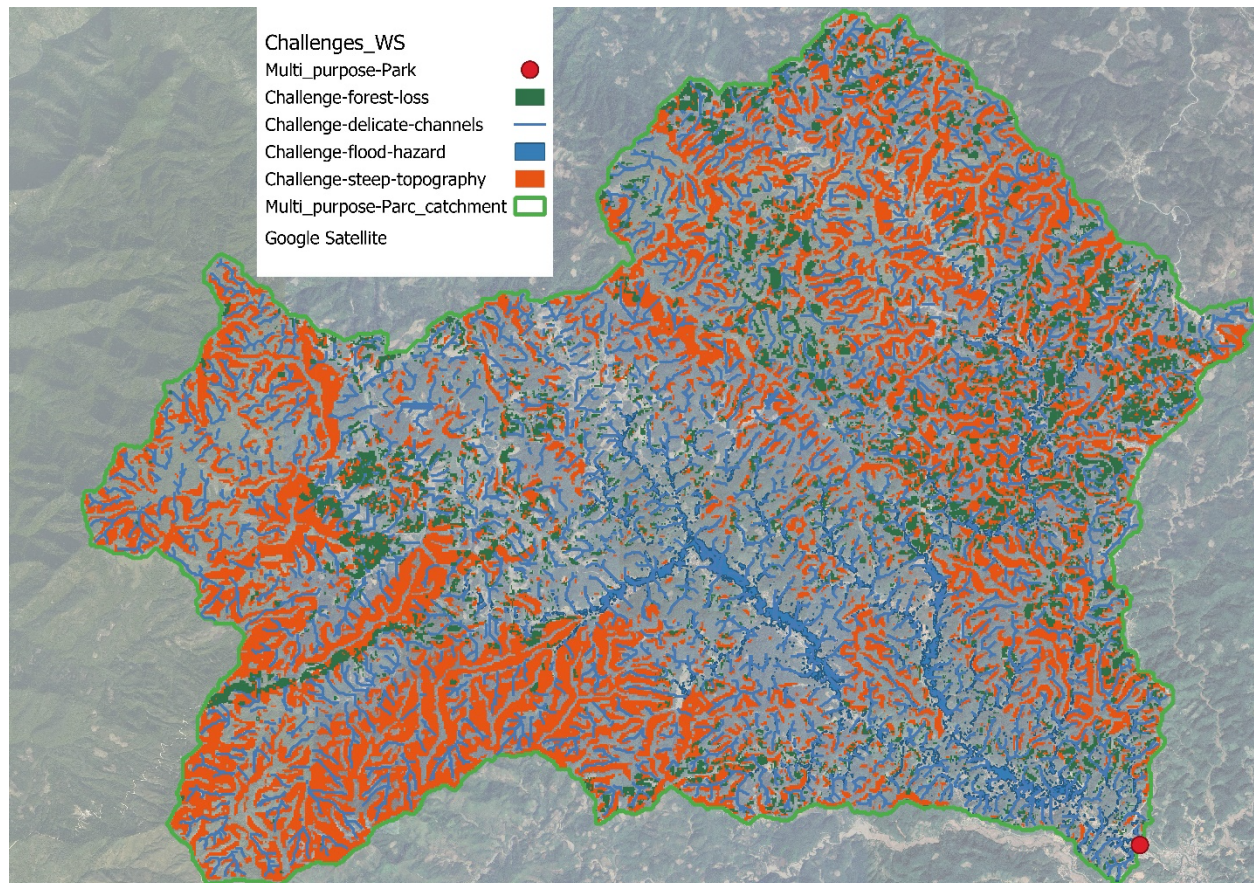 Challenges_WS
Multi_purpose-Park
Challenge-forest-loss
Challenge-delicate-channels
Challenge-flood-hazard
Challenge-steep-topography
Multi_purpose-Parc_catchment
Google Satellite